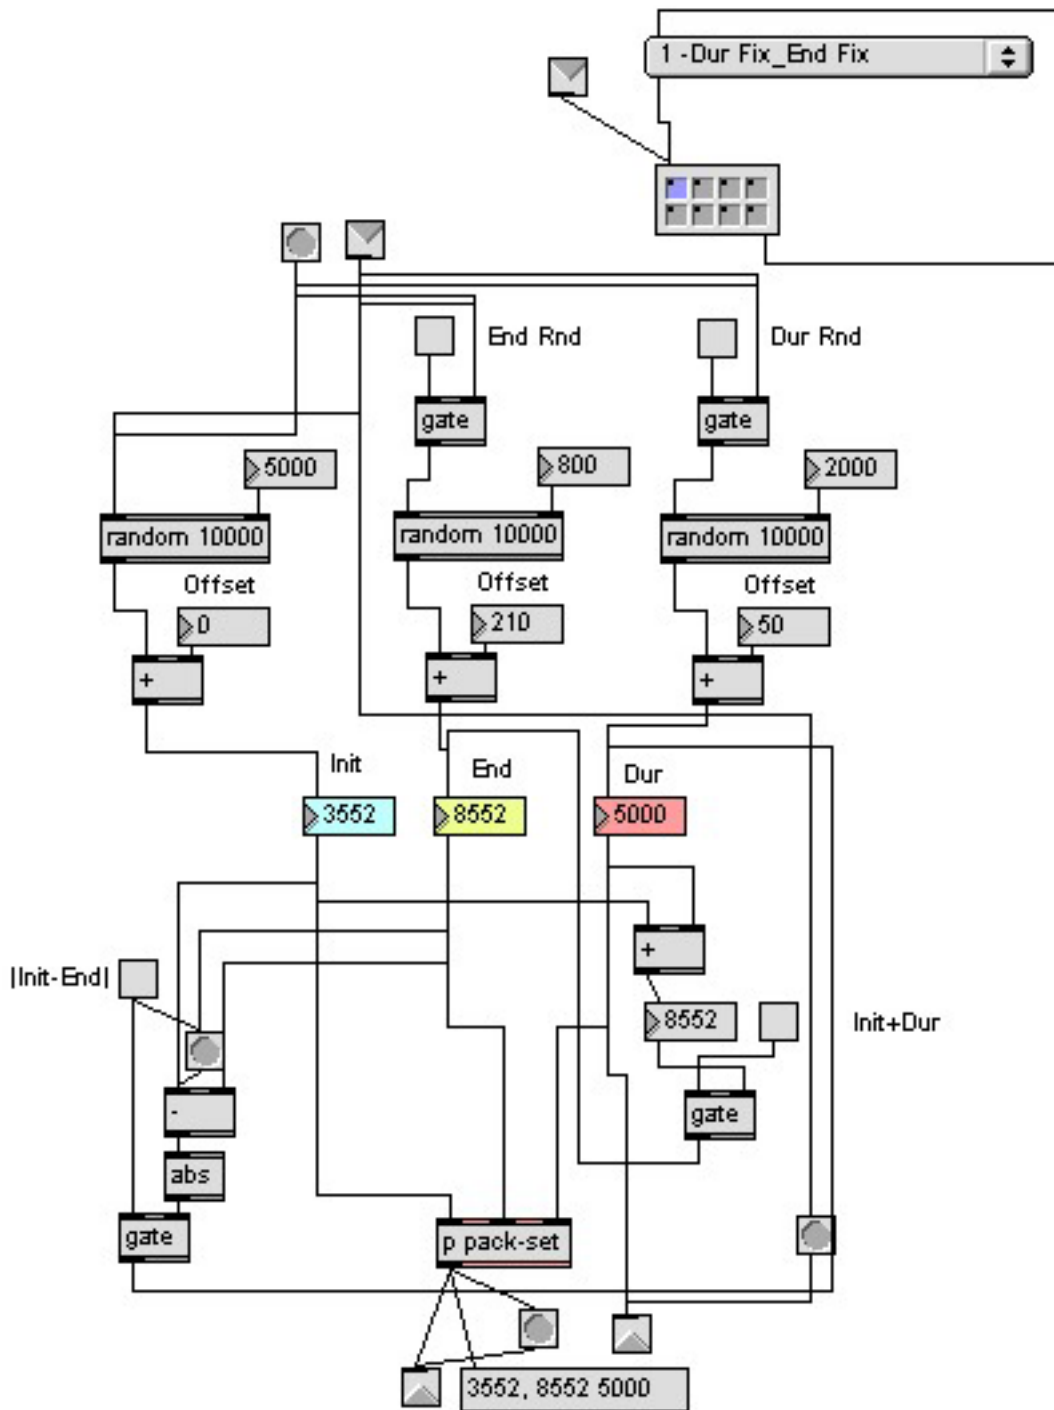 1 -Dur Fix_End Fix
End Rnd
Dur Rnd
gate
gate
5000
800
2000
random 10000
random 10000
random 10000
Offset
Offset
Offset
0
210
50
+
+
+
Init
End
Dur
3552
8552
5000
+
|Init-End|
8552
Init+Dur
-
gate
abs
gate
p pack-set
3552, 8552 5000